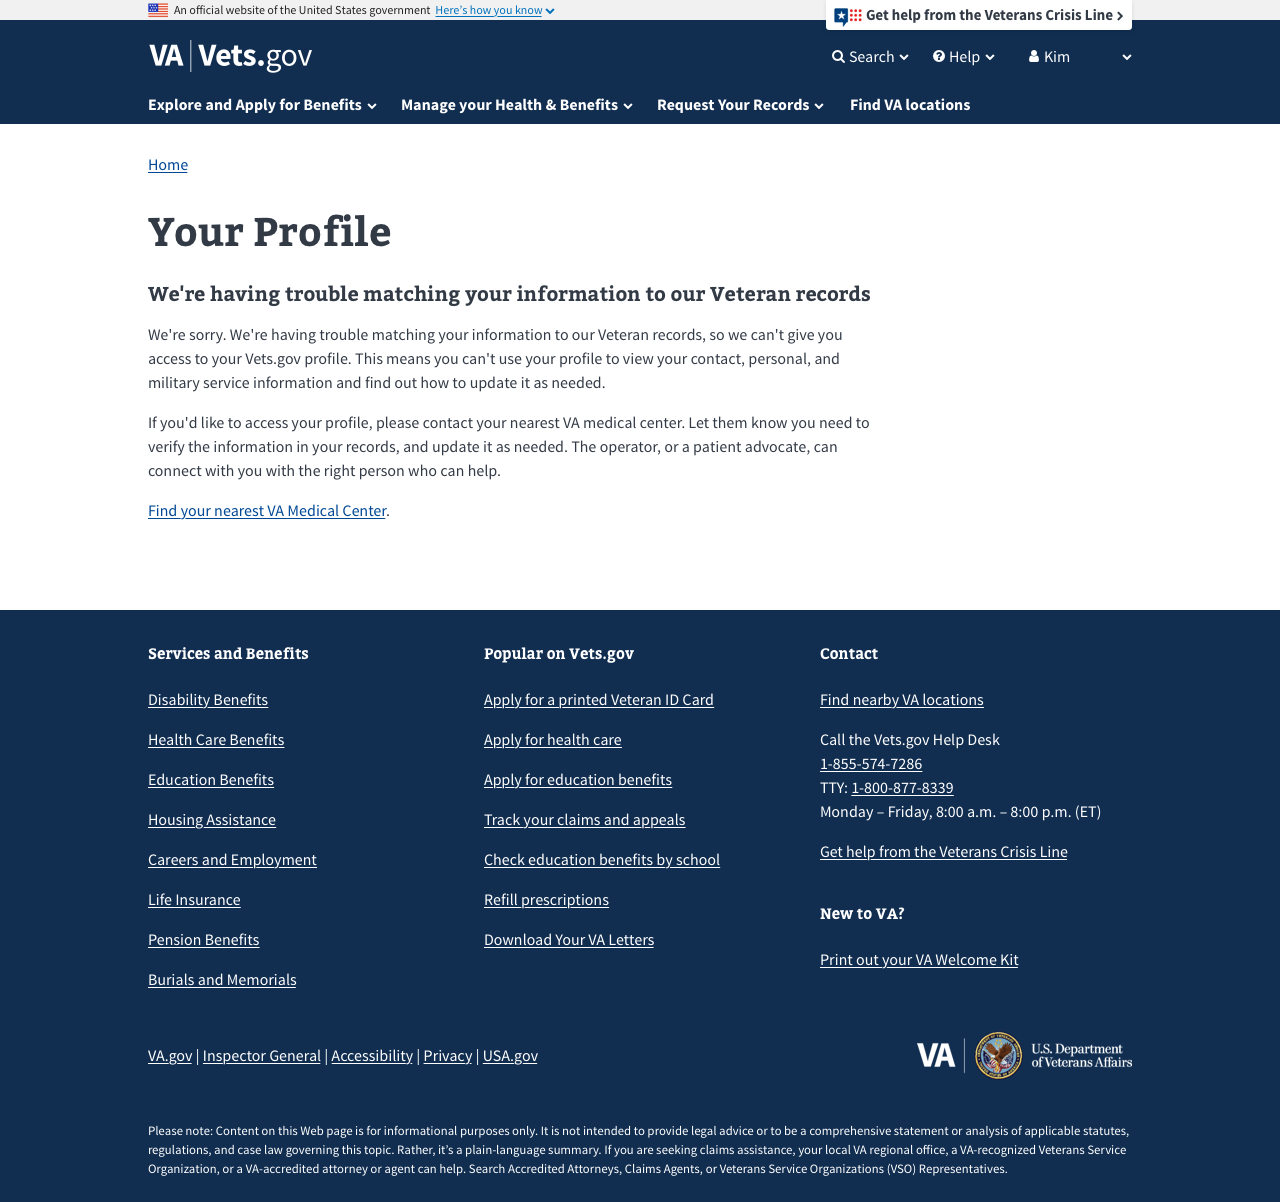 An official website of the United States government Here's how you know
Get help from the Veterans Crisis Line
VA | Vets.gov
Search Help Kim
Explore and Apply for Benefits Manage your Health & Benefits Request Your Records Find VA locations
Home
Your Profile
We're having trouble matching your information to our Veteran records
We're sorry. We're having trouble matching your information to our Veteran records, so we can't give you
access to your Vets.gov profile. This means you can't use your profile to view your contact, personal, and
military service information and find out how to update it as needed.
If you'd like to access your profile, please contact your nearest VA medical center. Let them know you need to
verify the information in your records, and update it as needed. The operator, or a patient advocate, can
connect with you with the right person who can help.
Find your nearest VA Medical Center.
Services and Benefits
Disability Benefits
Health Care Benefits
Education Benefits
Housing Assistance
Careers and Employment
Life Insurance
Pension Benefits
Burials and Memorials
Popular on Vets.gov
Apply for a printed Veteran ID Card
Apply for health care
Apply for education benefits
Track your claims and appeals
Check education benefits by school
Refill prescriptions
Download Your VA Letters
Contact
Find nearby VA locations
Call the Vets.gov Help Desk
1-855-574-7286
TTY: 1-800-877-8339
Monday – Friday, 8:00 a.m. – 8:00 p.m. (ET)
Get help from the Veterans Crisis Line
New to VA?
Print out your VA Welcome Kit
VA.gov | Inspector General | Accessibility | Privacy | USA.gov
VA
U.S. Department
of Veterans Affairs
Please note: Content on this Web page is for informational purposes only. It is not intended to provide legal advice or to be a comprehensive statement or analysis of applicable statutes,
regulations, and case law governing this topic. Rather, it's a plain-language summary. If you are seeking claims assistance, your local VA regional office, a VA-recognized Veterans Service
Organization, or a VA-accredited attorney or agent can help. Search Accredited Attorneys, Claims Agents, or Veterans Service Organizations (VSO) Representatives.